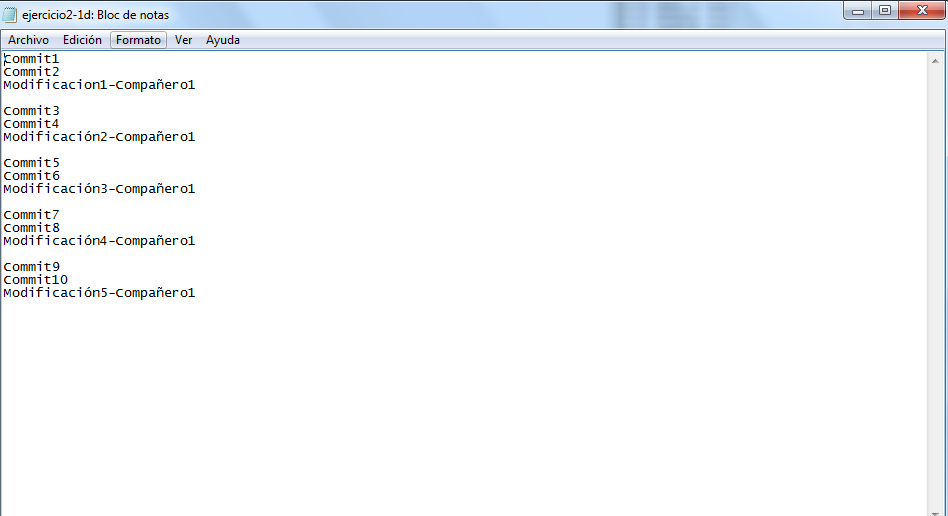 ejercicio2-1d: Bloc de notas
Archivo Edición Formato Ver Ayuda
Commit1
Commit2
Modificacion1-Compañero1
Commit3
Commit4
Modificación2-Compañero1
Commit5
Commit6
Modificación3-Compañero1
Commit7
Commit8
Modificación4-Compañero1
Commit9
Commit10
Modificación5-Compañero1